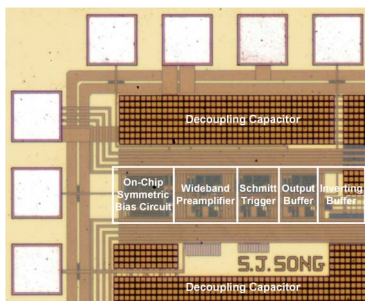 Decoupling Capacitor
On-Chip
Symmetric
Bias Circuit
Wideband
Preamplifier
Schmitt
Trigger
Output
Buffer
Inverting
Buffer
S.J. SONG
Decoupling Capacitor